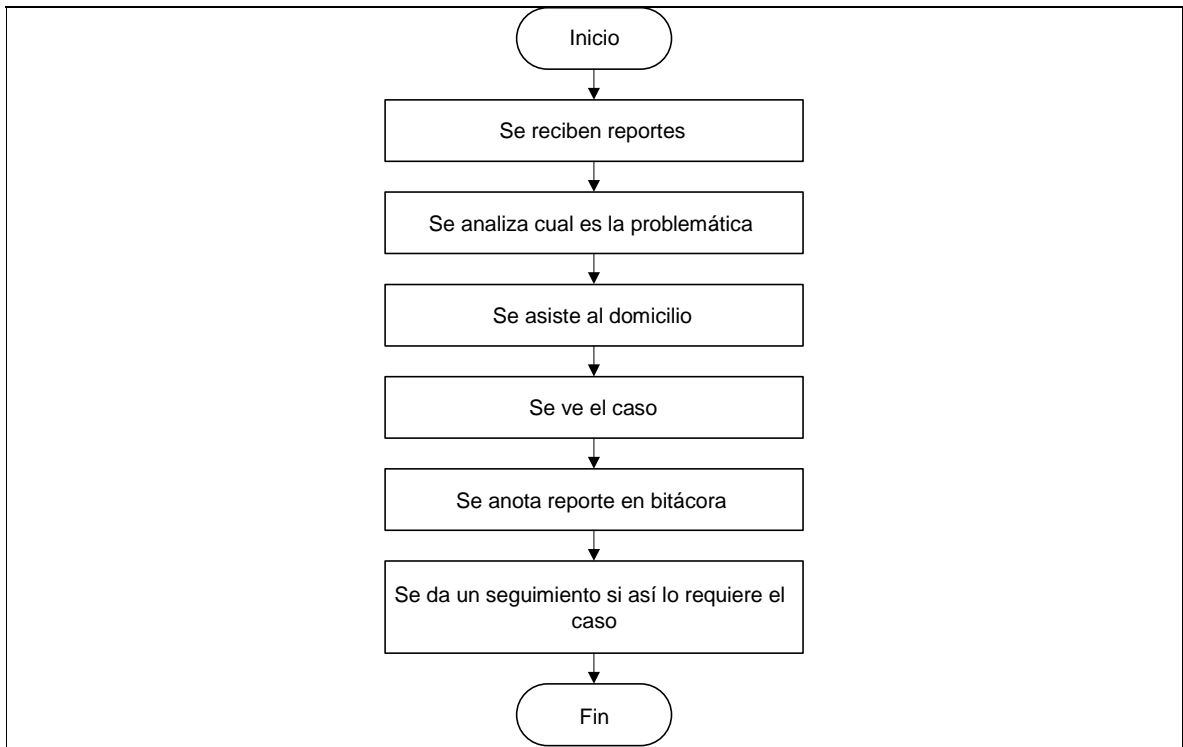 Inicio
Se reciben reportes
Se analiza cual es la problemática
Se asiste al domicilio
Se ve el caso
Se anota reporte en bitácora
Se da un seguimiento si así lo requiere el
caso
Fin